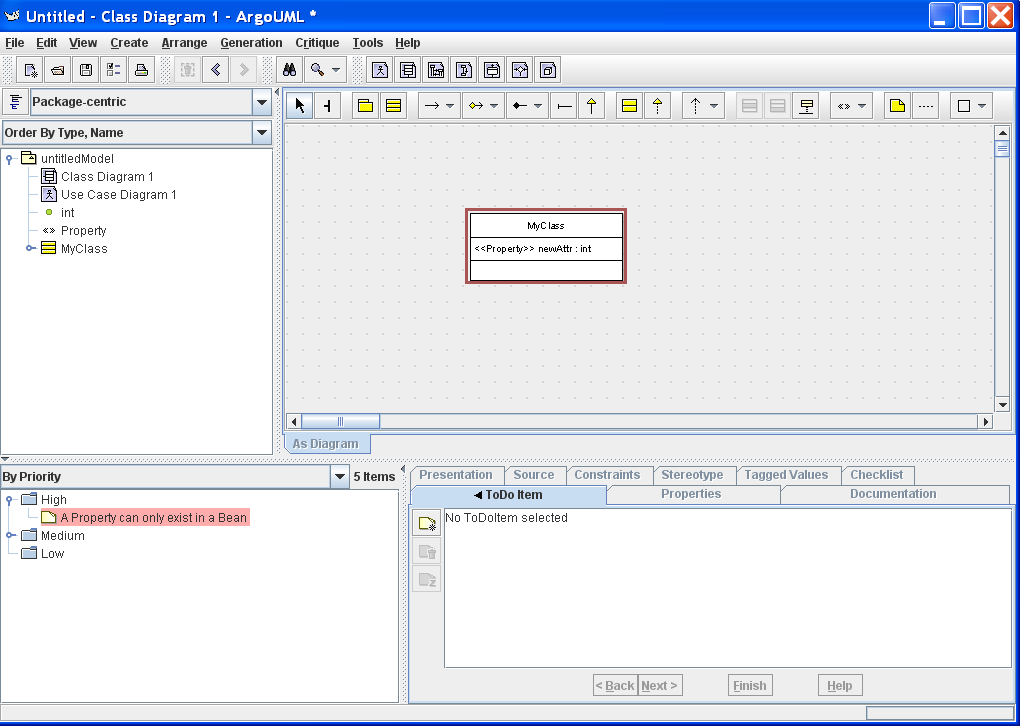 Untitled - Class Diagram 1 - ArgoUML *
File Edit View Create Arrange Generation Critique Tools Help
Package-centric
Order By Type, Name
untitledModel
Class Diagram 1
Use Case Diagram 1
int
«» Property
MyClass
MyClass
<<Property>> newAttr : int
As Diagram
By Priority
5 Items
High
A Property can only exist in a Bean
Medium
Low
Presentation Source Constraints Stereotype Tagged Values Checklist
ToDo Item Properties Documentation
No ToDoItem selected
< Back Next > Finish Help